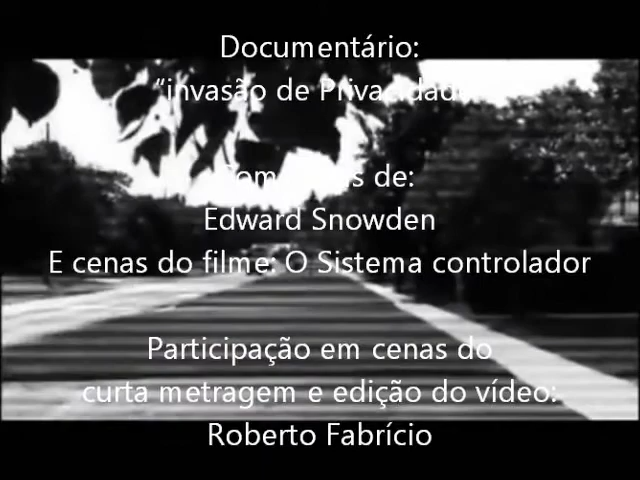 Documentário:
“invasão de Privacidade
de:
Edward Snowden
E cenas do filme: O Sistema controlador
Participação em cenas do
curta metragem e edição do vídeo:
Roberto Fabrício